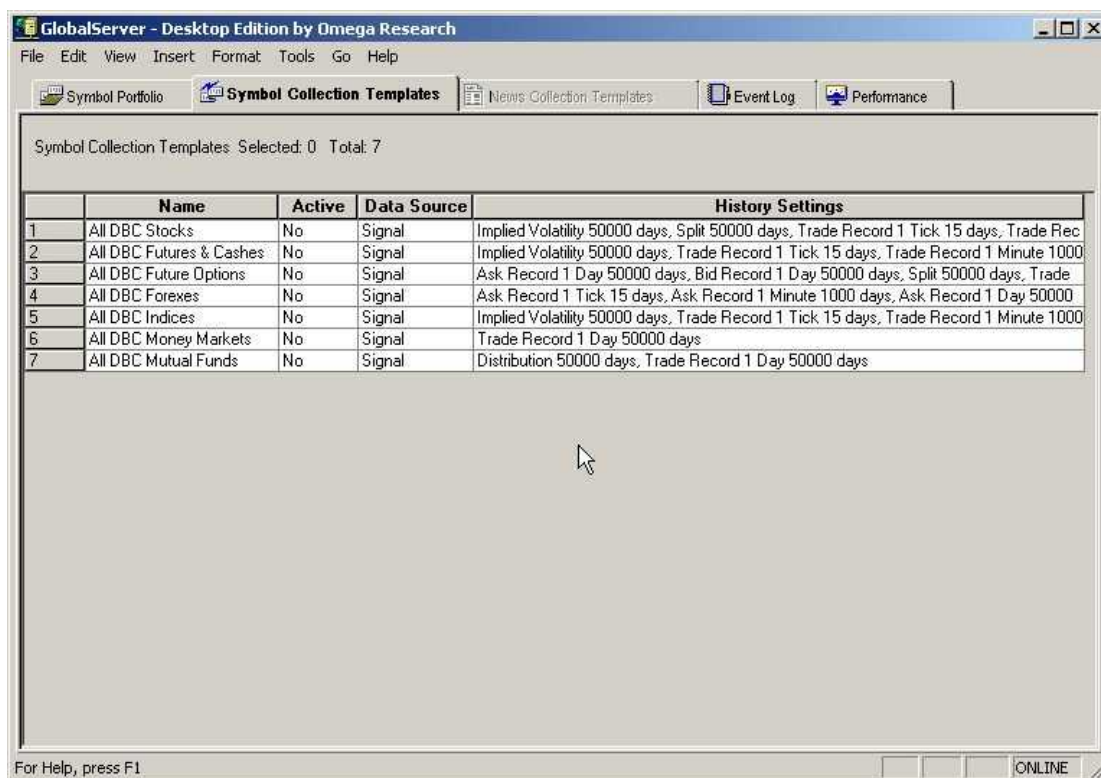 GlobalServer - Desktop Edition by Omega Research
File Edit View Insert Format Tools Go Help
Symbol Portfolio Symbol Collection Templates News Collection Templates Event Log Performance
Symbol Collection Templates Selected: 0 Total: 7
Name Active Data Source History Settings
1 All DBC Stocks No Signal Implied Volatility 50000 days, Split 50000 days, Trade Record 1 Tick 15 days, Trade Rec
2 All DBC Futures & Cashes No Signal Implied Volatility 50000 days, Trade Record 1 Tick 15 days, Trade Record 1 Minute 1000
3 All DBC Future Options No Signal Ask Record 1 Day 50000 days, Bid Record 1 Day 50000 days, Split 50000 days, Trade
4 All DBC Forexes No Signal Ask Record 1 Tick 15 days, Ask Record 1 Minute 1000 days, Ask Record 1 Day 50000
5 All DBC Indices No Signal Implied Volatility 50000 days, Trade Record 1 Tick 15 days, Trade Record 1 Minute 1000
6 All DBC Money Markets No Signal Trade Record 1 Day 50000 days
7 All DBC Mutual Funds No Signal Distribution 50000 days, Trade Record 1 Day 50000 days
For Help, press F1 ONLINE